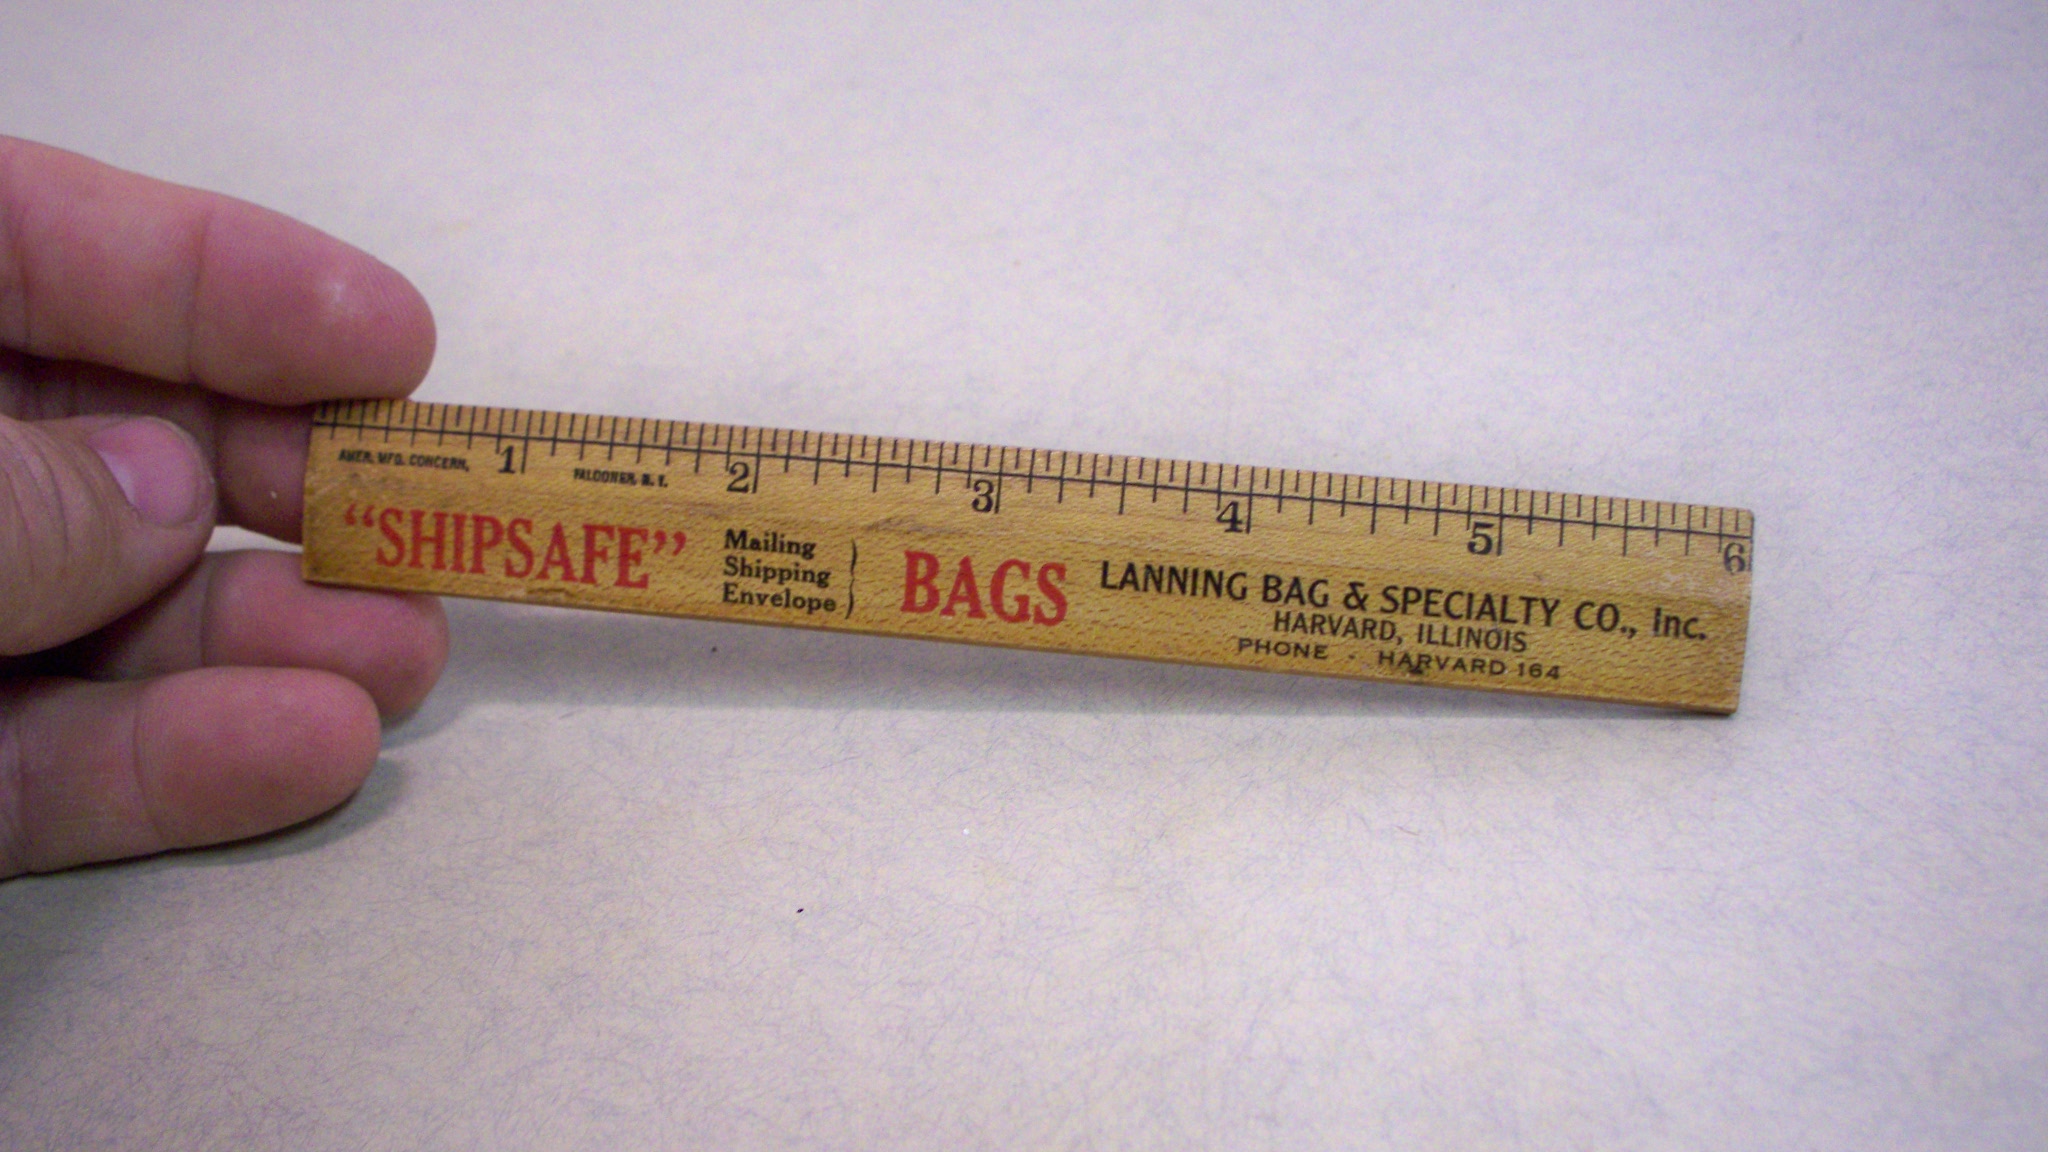 1 2 3 4 5 6
AMER. MFG. CONCERN, FALCONER, N. Y.
“SHIPSAFE” Mailing Shipping Envelope } BAGS
LANNING BAG & SPECIALTY CO., Inc.
HARVARD, ILLINOIS
PHONE - HARVARD 164